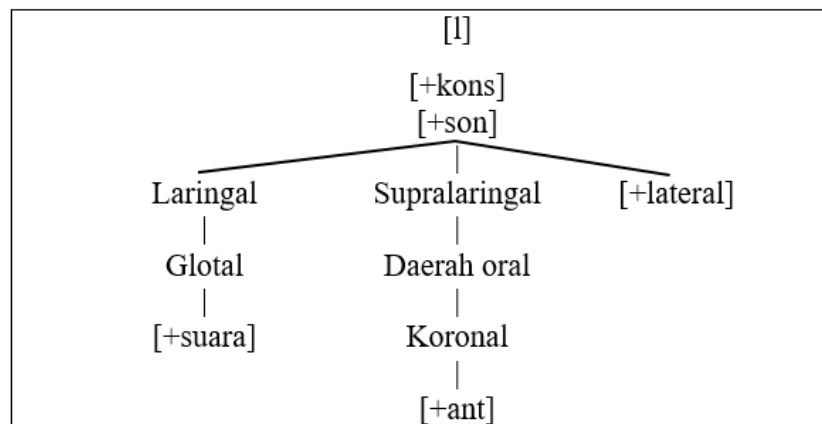 [l]
[+kons]
[+son]
Laringal Supralaringal [+lateral]
Glotal Daerah oral
[+suara] Koronal
[+ant]